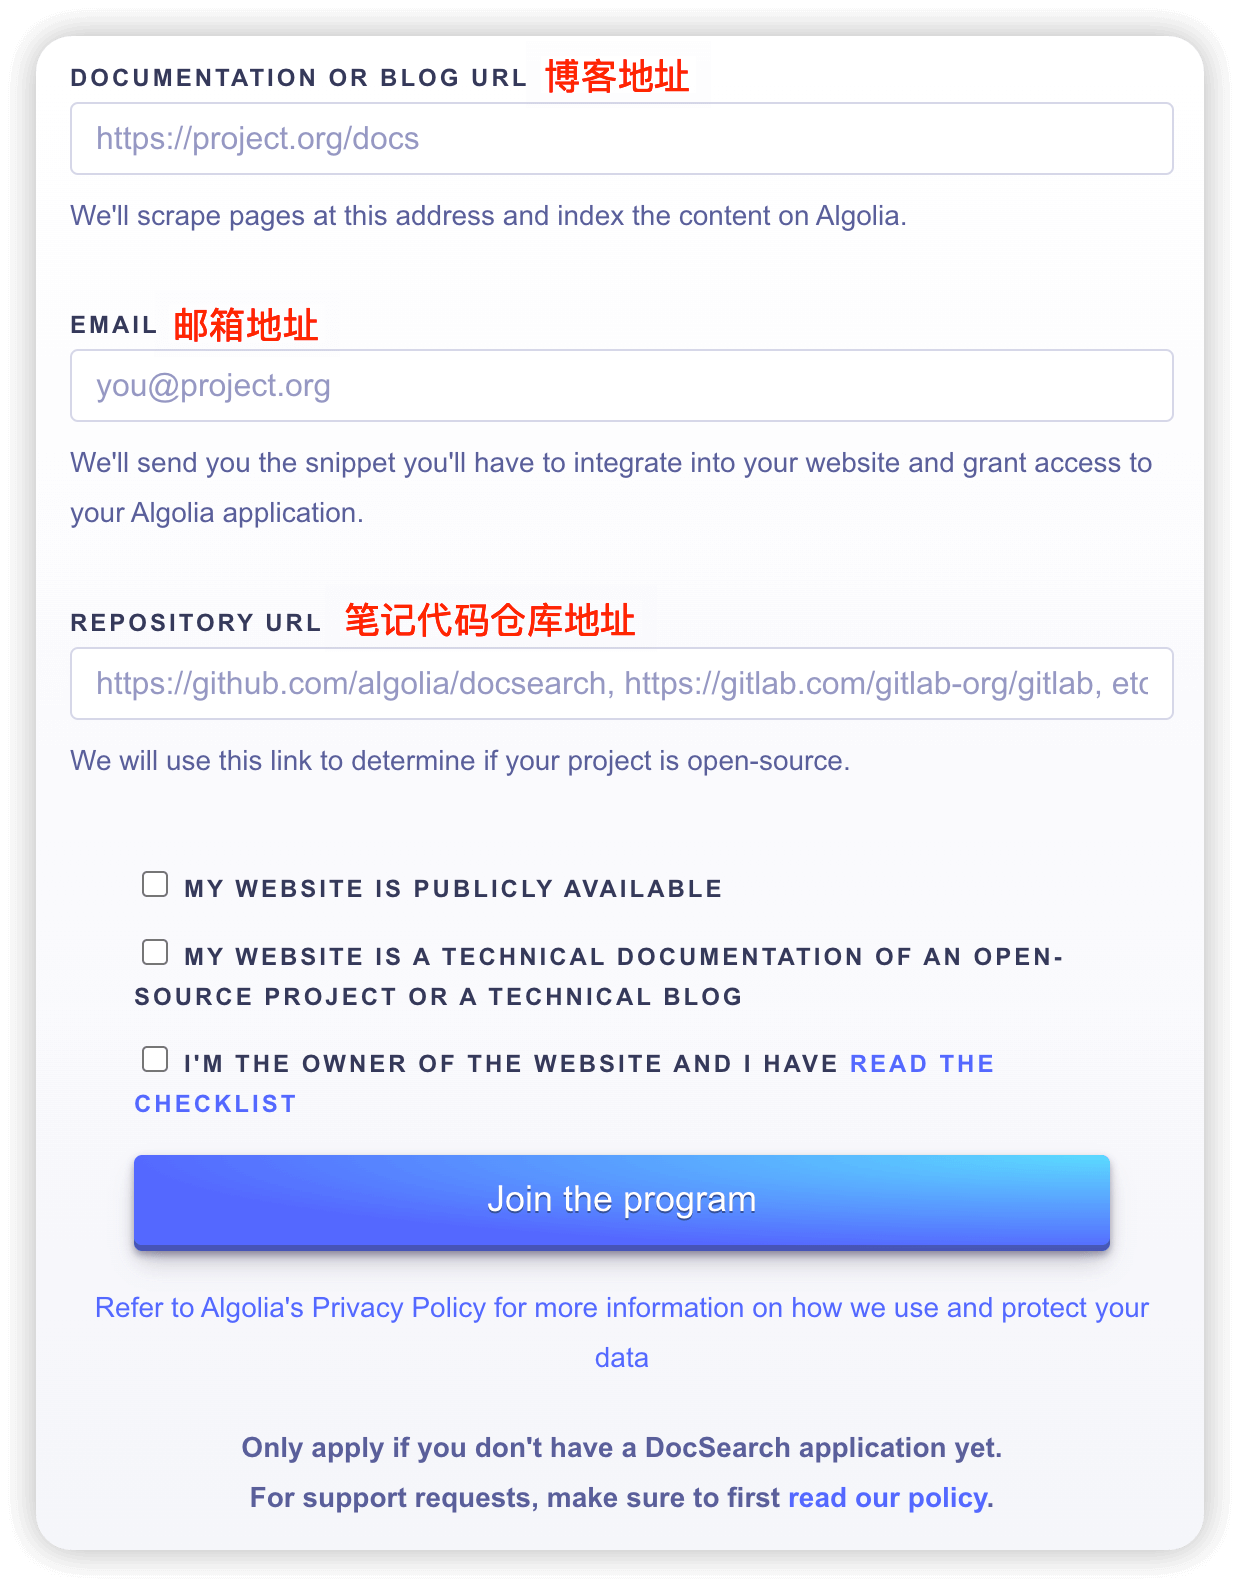 DOCUMENTATION OR BLOG URL 博客地址
https://project.org/docs
We'll scrape pages at this address and index the content on Algolia.
EMAIL 邮箱地址
you@project.org
We'll send you the snippet you'll have to integrate into your website and grant access to
your Algolia application.
REPOSITORY URL 笔记代码仓库地址
https://github.com/algolia/docsearch, https://gitlab.com/gitlab-org/gitlab, etc
We will use this link to determine if your project is open-source.
MY WEBSITE IS PUBLICLY AVAILABLE
MY WEBSITE IS A TECHNICAL DOCUMENTATION OF AN OPEN-
SOURCE PROJECT OR A TECHNICAL BLOG
I'M THE OWNER OF THE WEBSITE AND I HAVE READ THE
CHECKLIST
Join the program
Refer to Algolia's Privacy Policy for more information on how we use and protect your
data
Only apply if you don't have a DocSearch application yet.
For support requests, make sure to first read our policy.